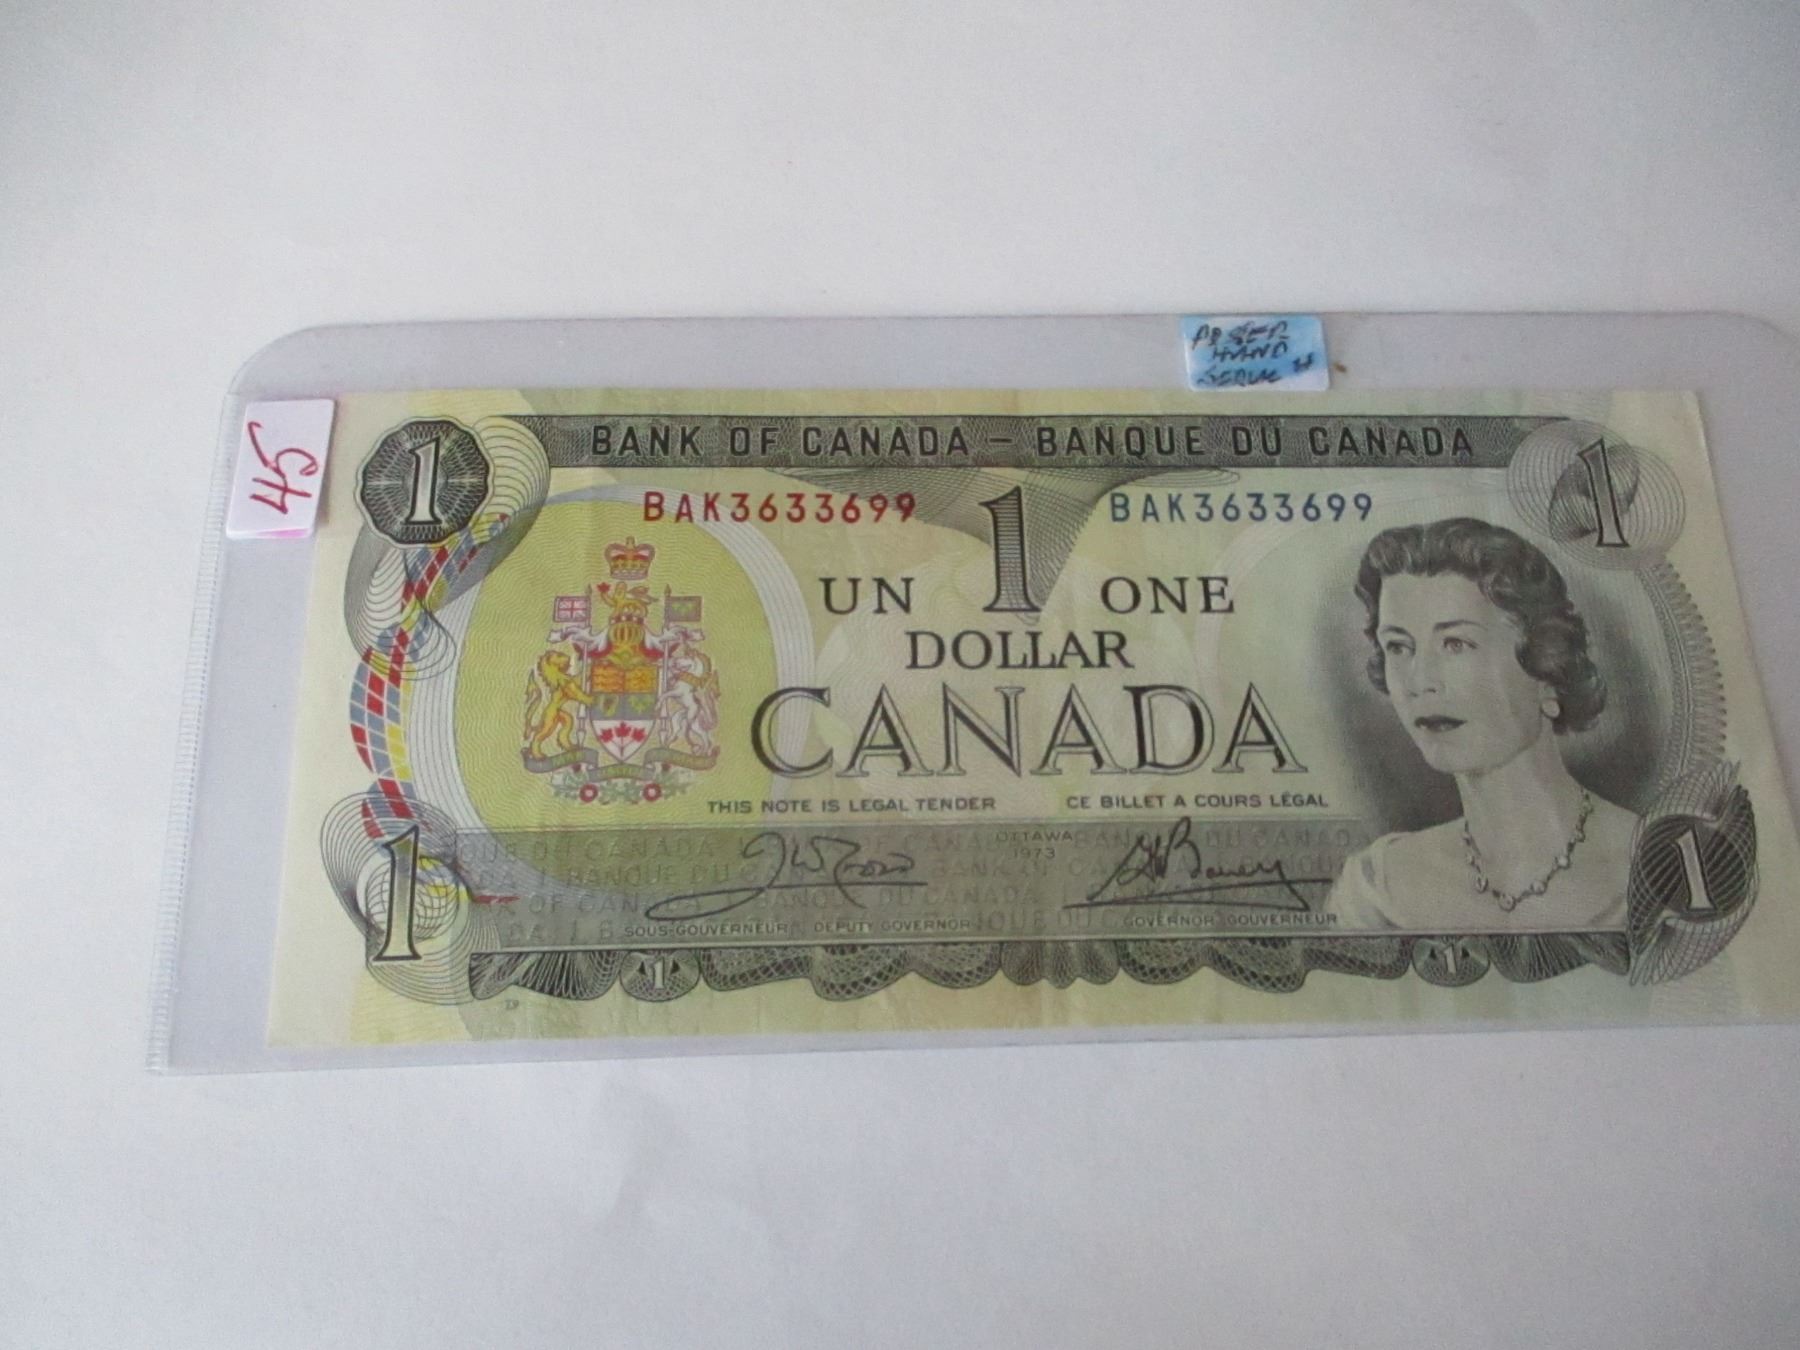 HAND
45
1
BANK OF CANADA – BANQUE DU CANADA
1
BAK3633699
1
BAK3633699
UN
ONE
DOLLAR
CANADA
THIS NOTE IS LEGAL TENDER
CE BILLET A COURS LÉGAL
OTTAWA
1973
SOUS-GOUVERNEUR DEPUTY GOVERNOR
GOVERNOR GOUVERNEUR
1
1
1
1